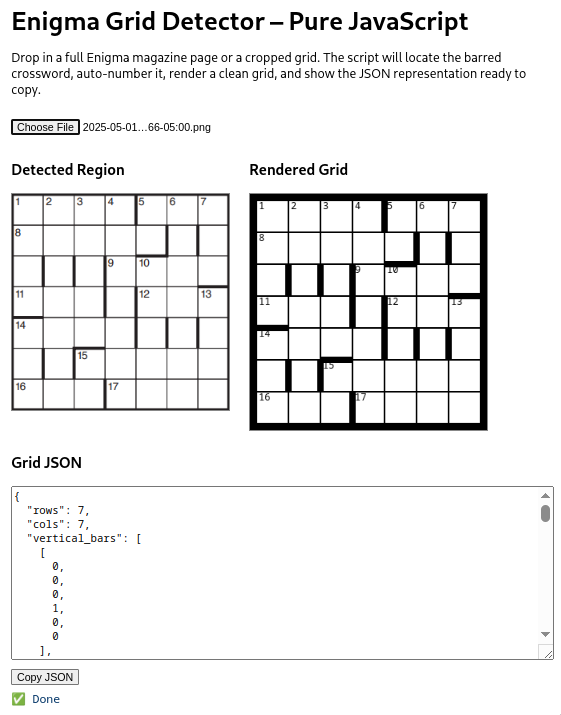 Enigma Grid Detector – Pure JavaScript
Drop in a full Enigma magazine page or a cropped grid. The script will locate the barred
crossword, auto-number it, render a clean grid, and show the JSON representation ready to
copy.
Choose File 2025-05-01…66-05:00.png
Detected Region
1 2 3 4 5 6 7
8
9 10
11 12 13
14
15
16 17
Rendered Grid
1 2 3 4 5 6 7
8
9 10
11 12 13
14
15
16 17
Grid JSON
{
"rows": 7,
"cols": 7,
"vertical_bars": [
[
0,
0,
0,
1,
0,
0
],
Copy JSON
✅ Done